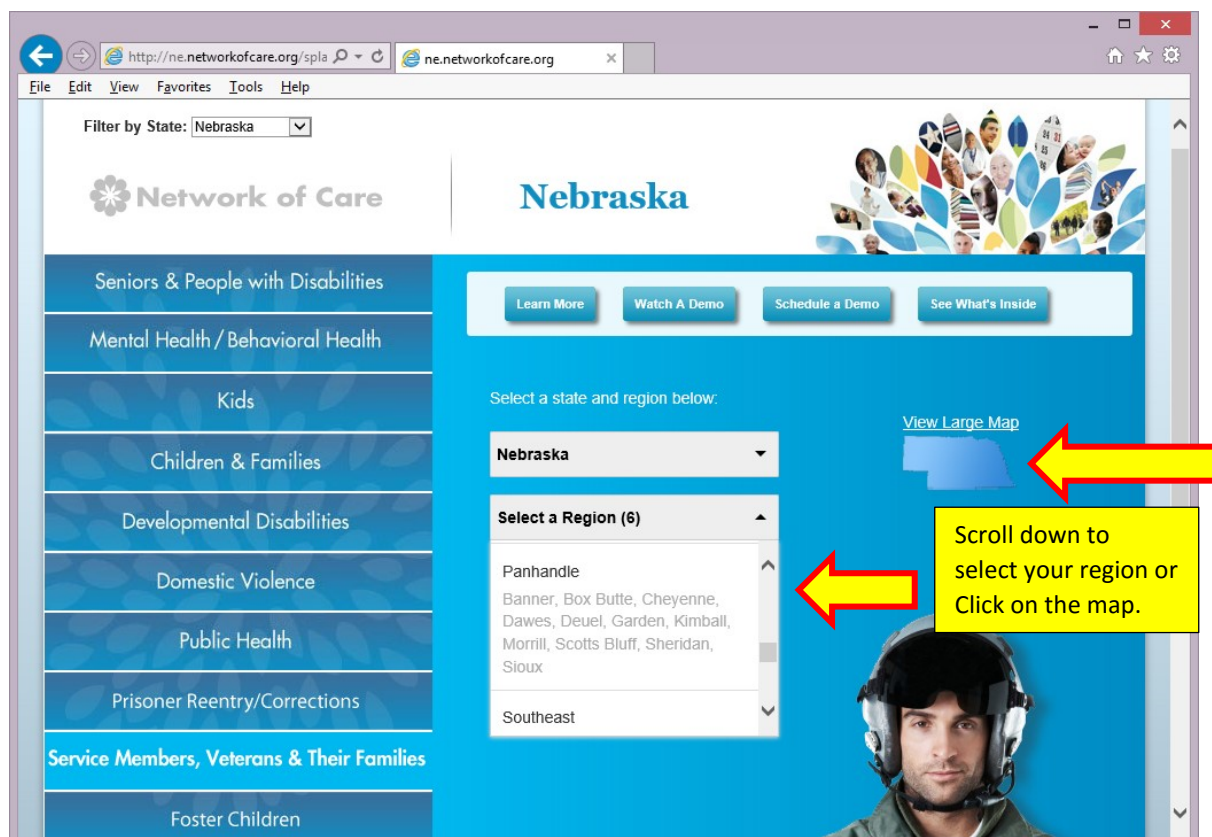 http://ne.networkofcare.org/spla
ne.networkofcare.org
File Edit View Favorites Tools Help
Filter by State: Nebraska
Network of Care
Nebraska
24 31
25
Seniors & People with Disabilities
Mental Health / Behavioral Health
Kids
Children & Families
Developmental Disabilities
Domestic Violence
Public Health
Prisoner Reentry/Corrections
Service Members, Veterans & Their Families
Foster Children
Learn More
Watch A Demo
Schedule a Demo
See What's Inside
Select a state and region below:
Nebraska
Select a Region (6)
Panhandle
Banner, Box Butte, Cheyenne,
Dawes, Deuel, Garden, Kimball,
Morrill, Scotts Bluff, Sheridan,
Sioux
Southeast
View Large Map
Scroll down to
select your region or
Click on the map.